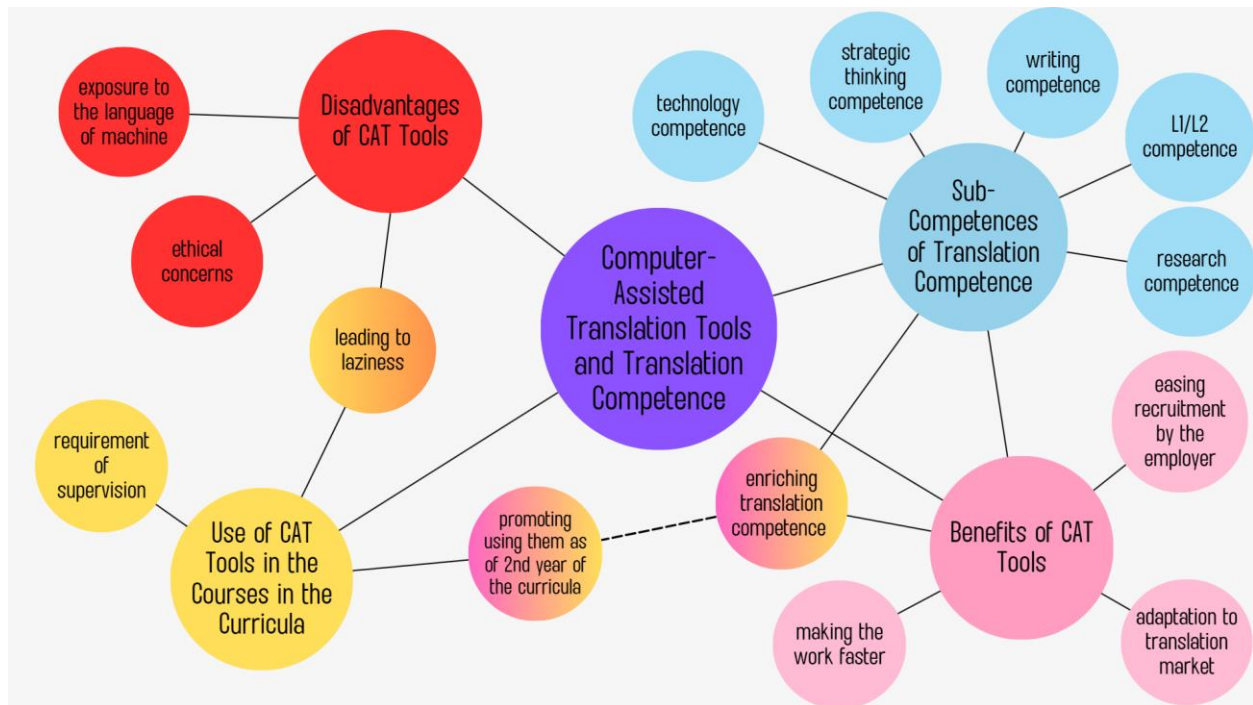 exposure to
the language
of machine
Disadvantages
of CAT Tools
ethical
concerns
leading to
laziness
technology
competence
strategic
thinking
competence
writing
competence
L1/L2
competence
research
competence
Sub-
Competences
of Translation
Competence
Computer-
Assisted
Translation Tools
and Translation
Competence
requirement
of
supervision
Use of CAT
Tools in the
Courses in the
Curricula
promoting
using them as
of 2nd year of
the curricula
enriching
translation
competence
easing
recruitment
by the
employer
Benefits of CAT
Tools
making the
work faster
adaptation to
translation
market